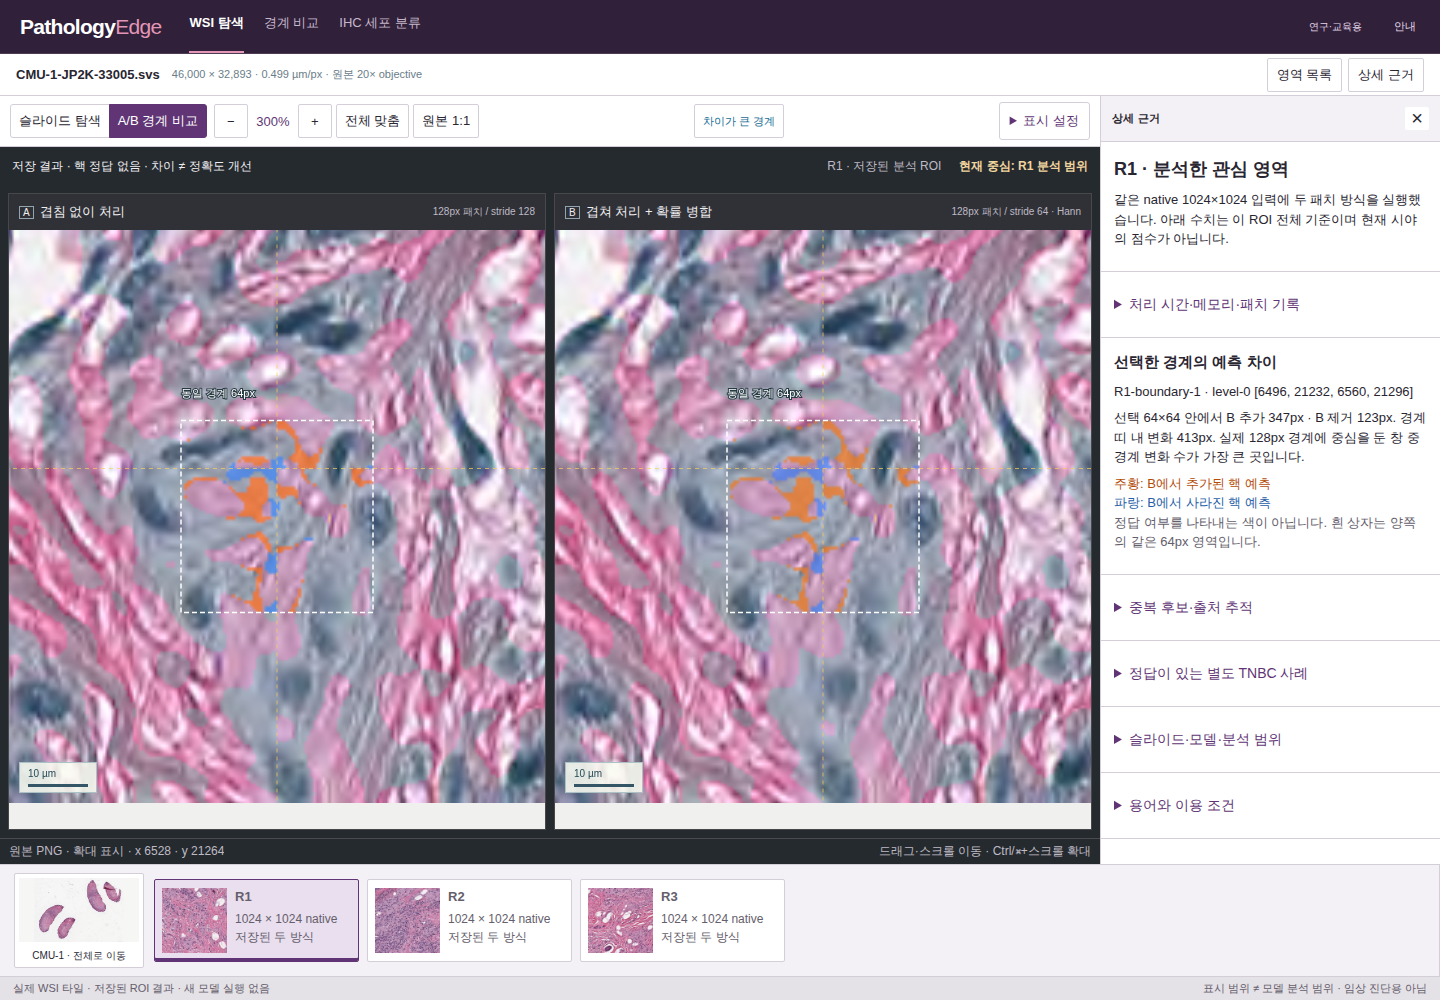 PathologyEdge
WSI 탐색
경계 비교
IHC 세포 분류
연구·교육용
안내
CMU-1-JP2K-33005.svs
46,000 × 32,893 · 0.499 µm/px · 원본 20× objective
영역 목록
상세 근거
슬라이드 탐색
A/B 경계 비교
−
300%
+
전체 맞춤
원본 1:1
차이가 큰 경계
▶ 표시 설정
상세 근거
×
저장 결과 · 핵 정답 없음 · 차이 ≠ 정확도 개선
R1 · 저장된 분석 ROI
현재 중심: R1 분석 범위
A 겹침 없이 처리
128px 패치 / stride 128
동일 경계 64px
10 µm
B 겹쳐 처리 + 확률 병합
128px 패치 / stride 64 · Hann
동일 경계 64px
10 µm
원본 PNG · 확대 표시 · x 6528 · y 21264
드래그·스크롤 이동 · Ctrl/⌘+스크롤 확대
R1 · 분석한 관심 영역
같은 native 1024×1024 입력에 두 패치 방식을 실행했
습니다. 아래 수치는 이 ROI 전체 기준이며 현재 시야
의 점수가 아닙니다.
▶ 처리 시간·메모리·패치 기록
선택한 경계의 예측 차이
R1-boundary-1 · level-0 [6496, 21232, 6560, 21296]
선택 64×64 안에서 B 추가 347px · B 제거 123px. 경계
띠 내 변화 413px. 실제 128px 경계에 중심을 둔 창 중
경계 변화 수가 가장 큰 곳입니다.
주황: B에서 추가된 핵 예측
파랑: B에서 사라진 핵 예측
정답 여부를 나타내는 색이 아닙니다. 흰 상자는 양쪽
의 같은 64px 영역입니다.
▶ 중복 후보·출처 추적
▶ 정답이 있는 별도 TNBC 사례
▶ 슬라이드·모델·분석 범위
▶ 용어와 이용 조건
CMU-1 · 전체로 이동
R1
1024 × 1024 native
저장된 두 방식
R2
1024 × 1024 native
저장된 두 방식
R3
1024 × 1024 native
저장된 두 방식
실제 WSI 타일 · 저장된 ROI 결과 · 새 모델 실행 없음
표시 범위 ≠ 모델 분석 범위 · 임상 진단용 아님